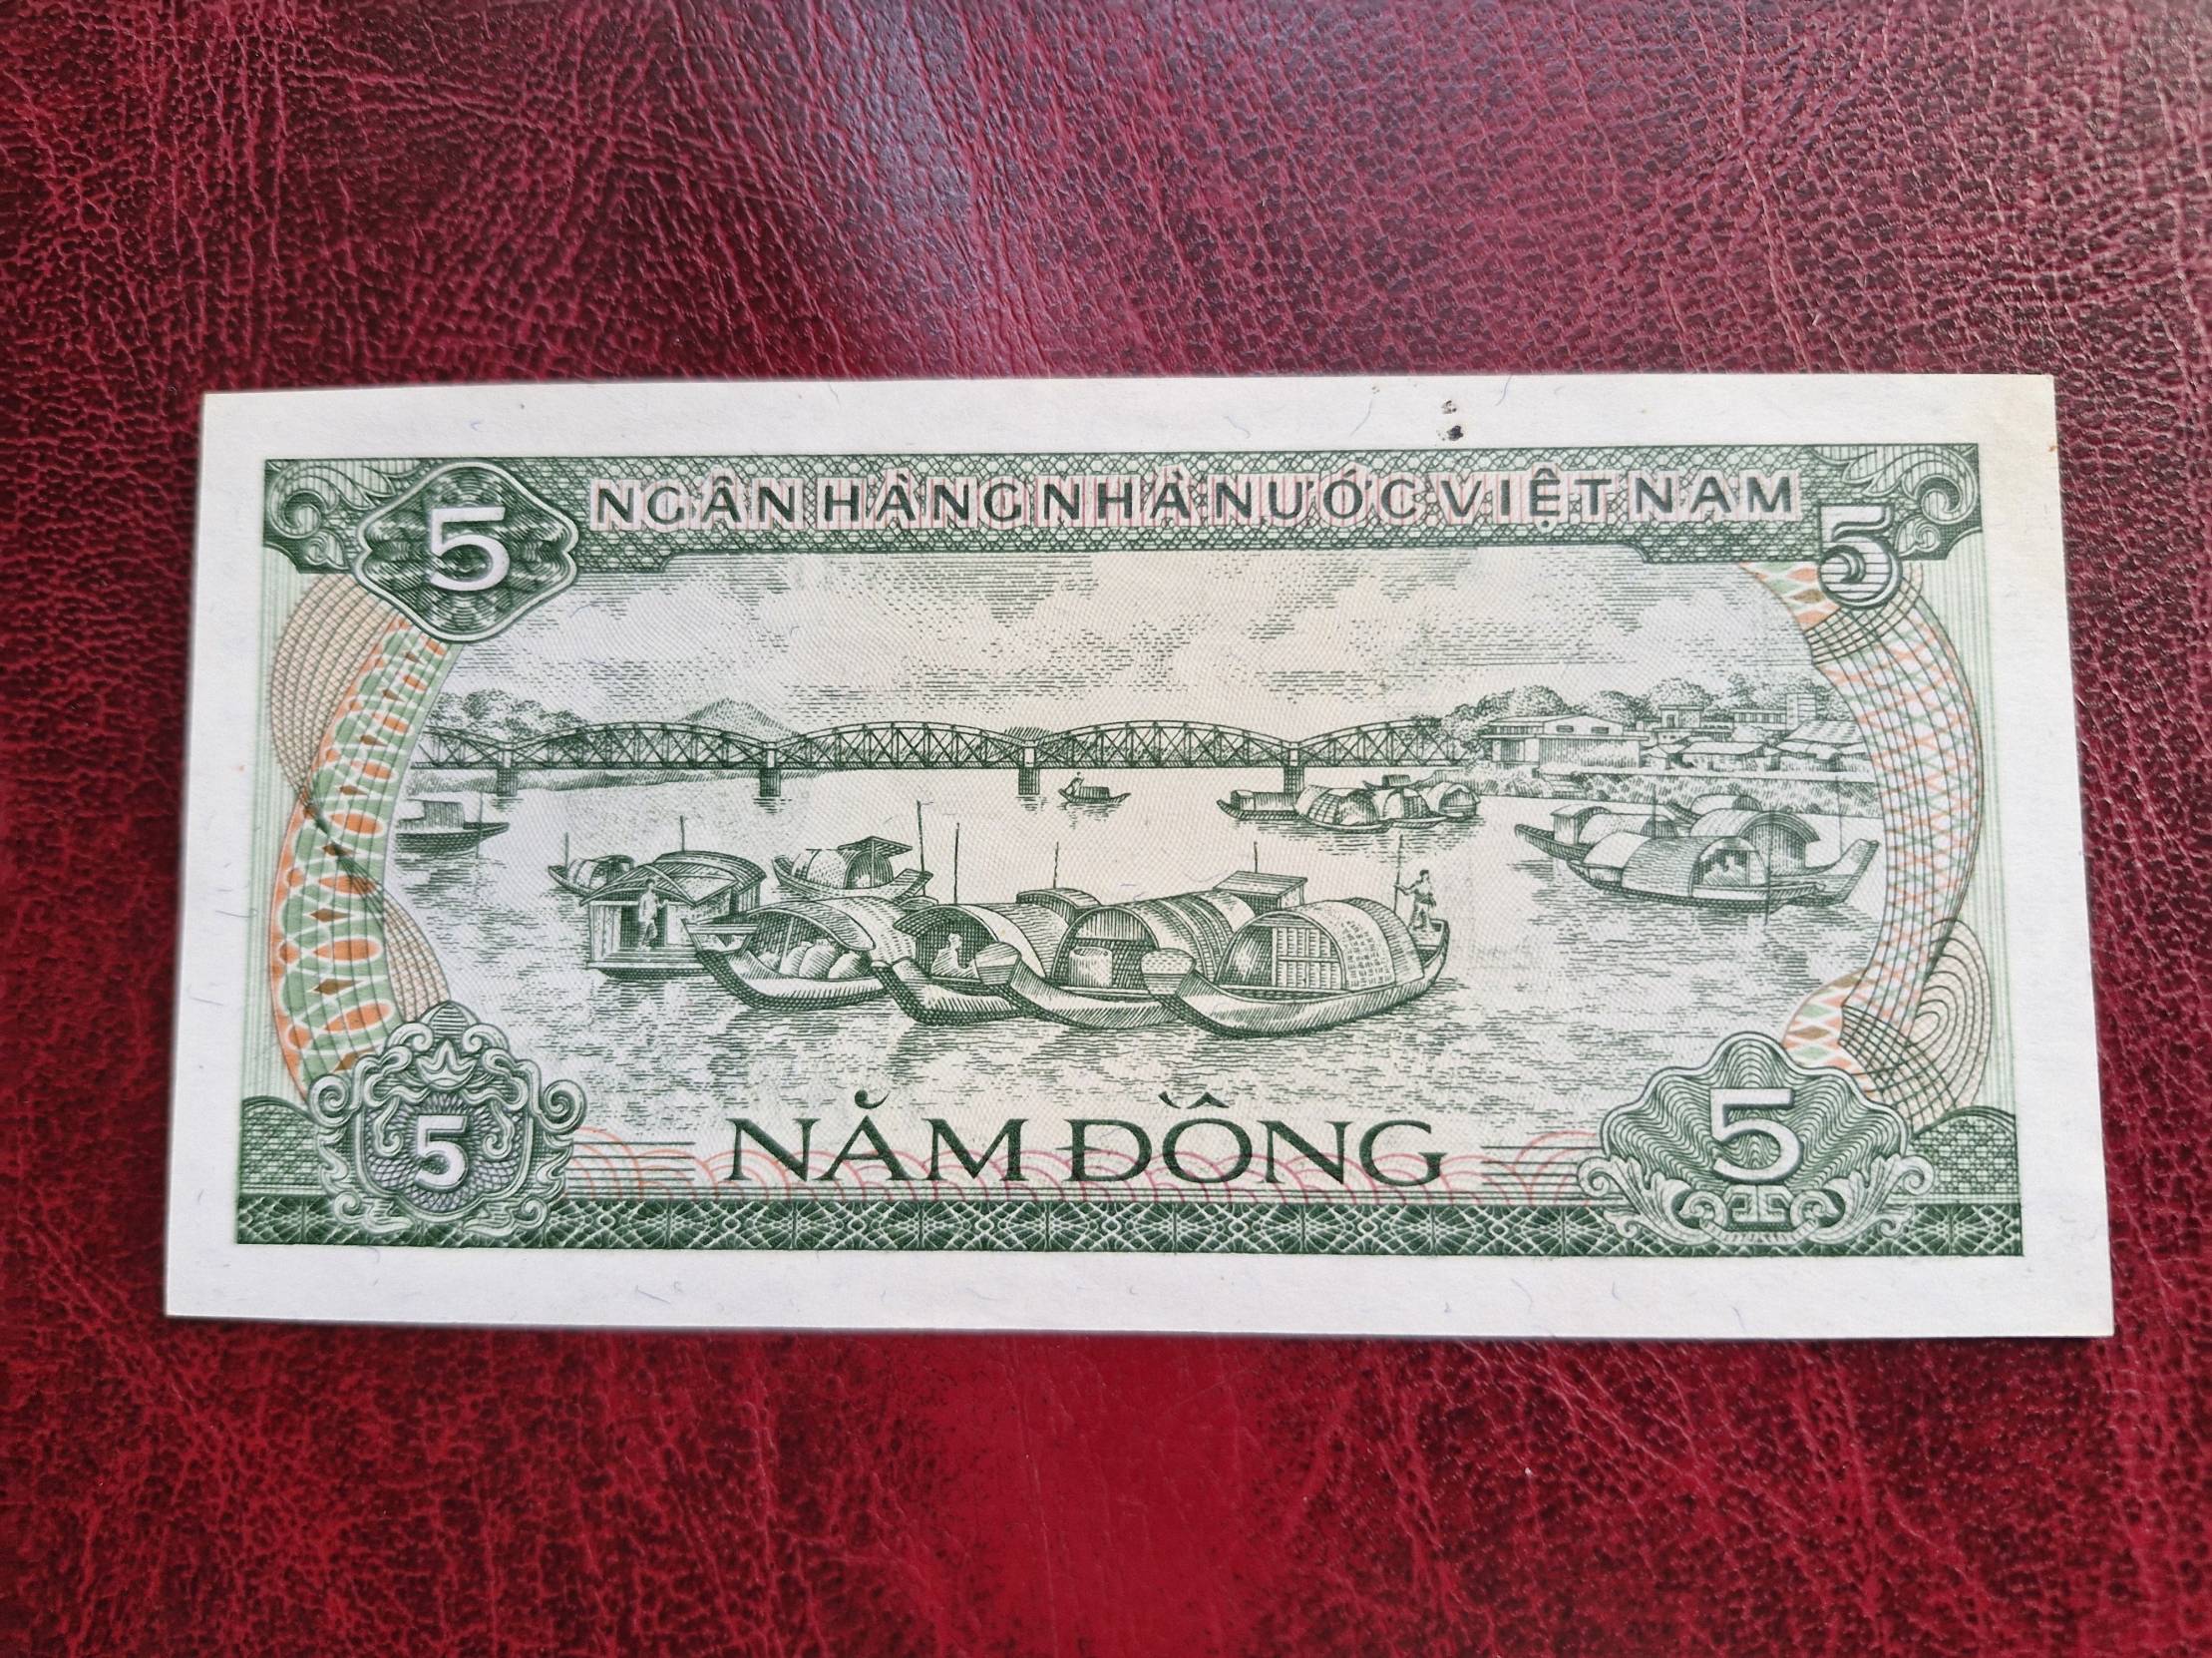 5 NGÂN HÀNG NHÀ NƯỚC VIỆT NAM 5
NĂM ĐỒNG
5 5